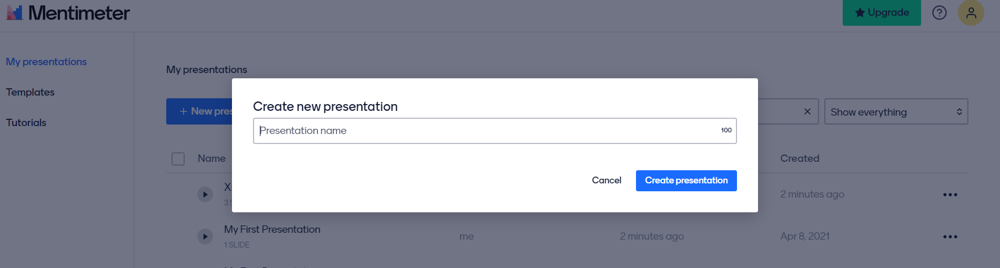 Mentimeter
Upgrade
My presentations
Templates
Tutorials
My presentations
+ New pres
Show everything
Create new presentation
Presentation name 100
Cancel
Create presentation
Name
Created
2 minutes ago
My First Presentation
me
2 minutes ago
Apr 8, 2021
1 SLIDE